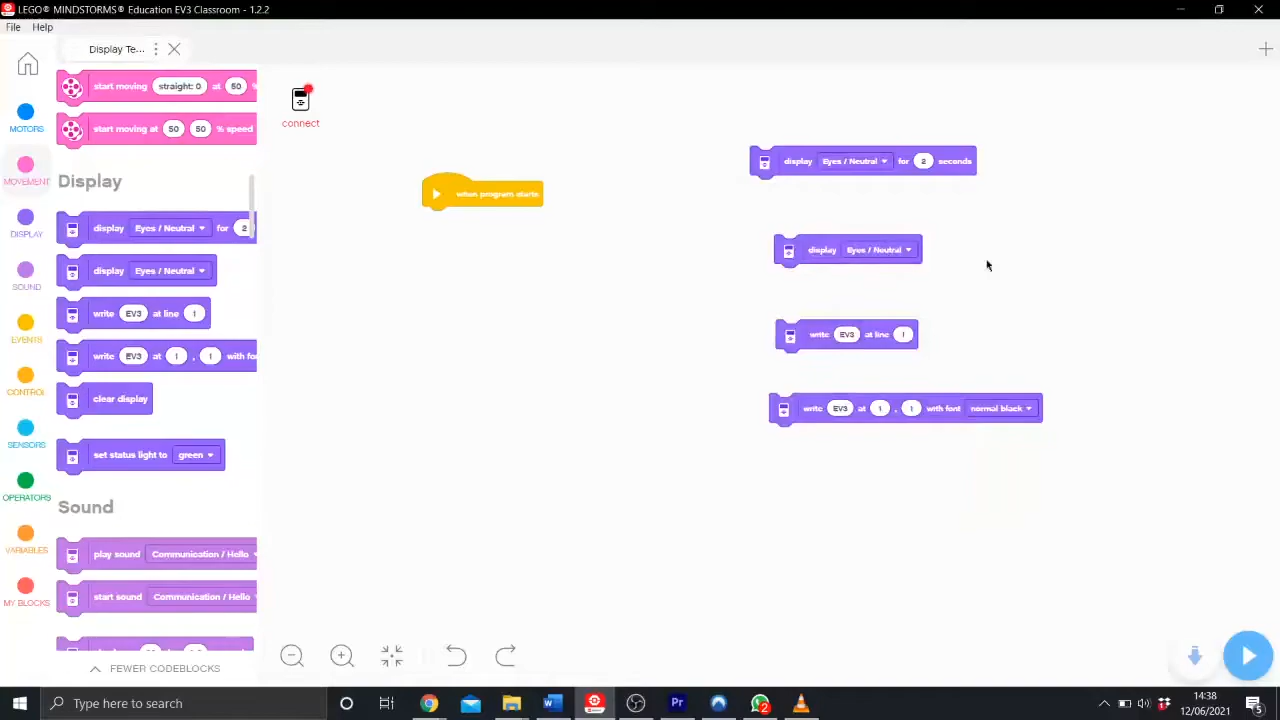 LEGO® MINDSTORMS® Education EV3 Classroom - 1.2.2
File Help
Display Te...
start moving straight: 0 at 50 %
start moving at 50 50 % speed
Display
display Eyes / Neutral for 2
display Eyes / Neutral
write EV3 at line 1
write EV3 at 1 , 1 with fo
clear display
set status light to green
Sound
play sound Communication / Hello
start sound Communication / Hello
FEWER CODEBLOCKS
MOTORS
MOVEMENT
DISPLAY
SOUND
EVENTS
CONTROL
SENSORS
OPERATORS
VARIABLES
MY BLOCKS
connect
when program starts
display Eyes / Neutral for 2 seconds
display Eyes / Neutral
write EV3 at line 1
write EV3 at 1 , 1 with font normal black
Type here to search
W
Pr
2
14:38
12/06/2021
5